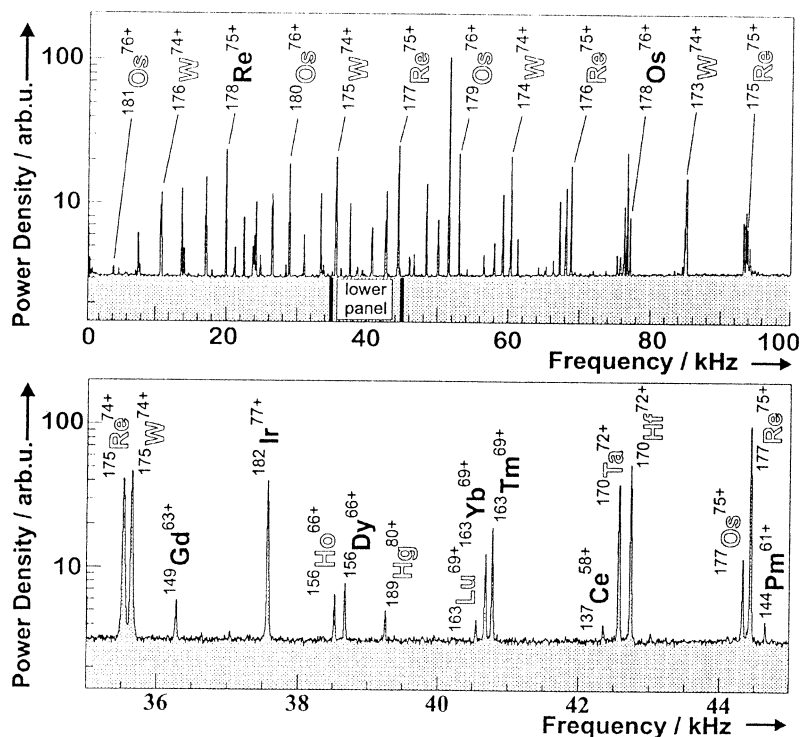 Power Density / arb.u.
100
10
181Os76+
176W74+
178Re75+
180Os76+
175W74+
177Re75+
179Os76+
174W74+
176Re75+
178Os76+
173W74+
175Re75+
lower
panel
0 20 40 60 80 100
Frequency / kHz
Power Density / arb.u.
100
10
175Re74+
175W74+
149Gd63+
182Ir77+
156Ho66+
156Dy66+
189Hg80+
163Lu69+
163Yb69+
163Tm69+
137Ce58+
170Ta72+
170Hf72+
177Os75+
177Re75+
144Pm61+
36 38 40 42 44
Frequency / kHz